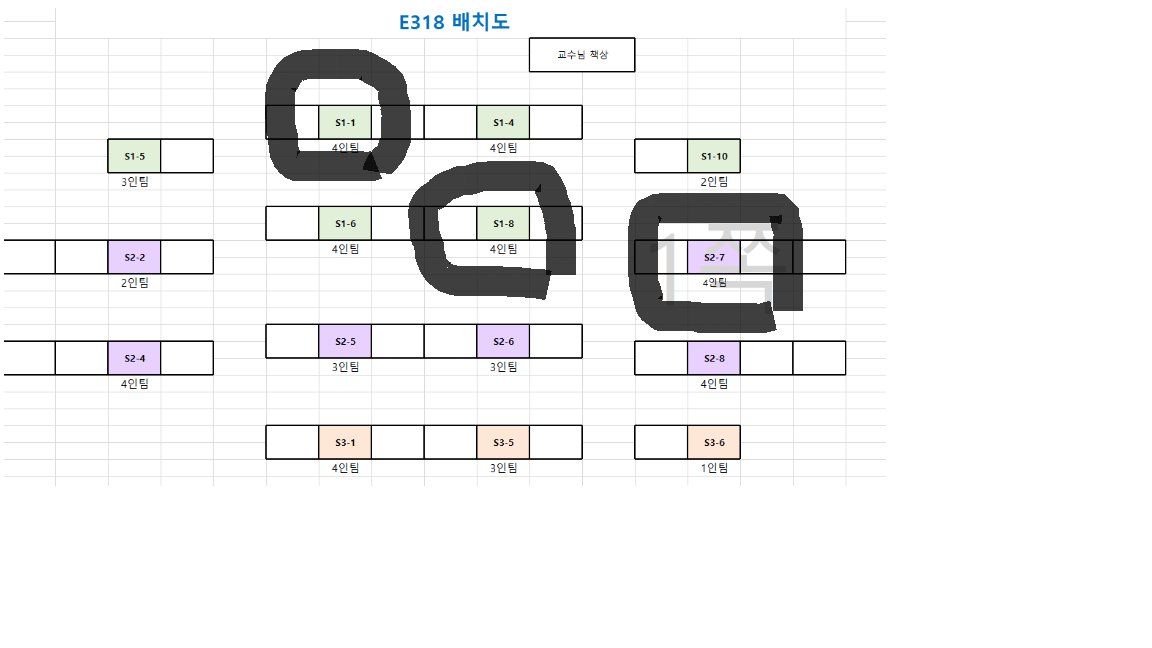 E318 배치도
교수님 책상
S1-1
S1-4
4인팀
4인팀
S1-5
S1-10
3인팀
2인팀
S1-6
S1-8
4인팀
4인팀
S2-2
S2-7
2인팀
4인팀
1쪽
S2-5
S2-6
3인팀
3인팀
S2-4
S2-8
4인팀
4인팀
S3-1
S3-5
S3-6
4인팀
3인팀
1인팀